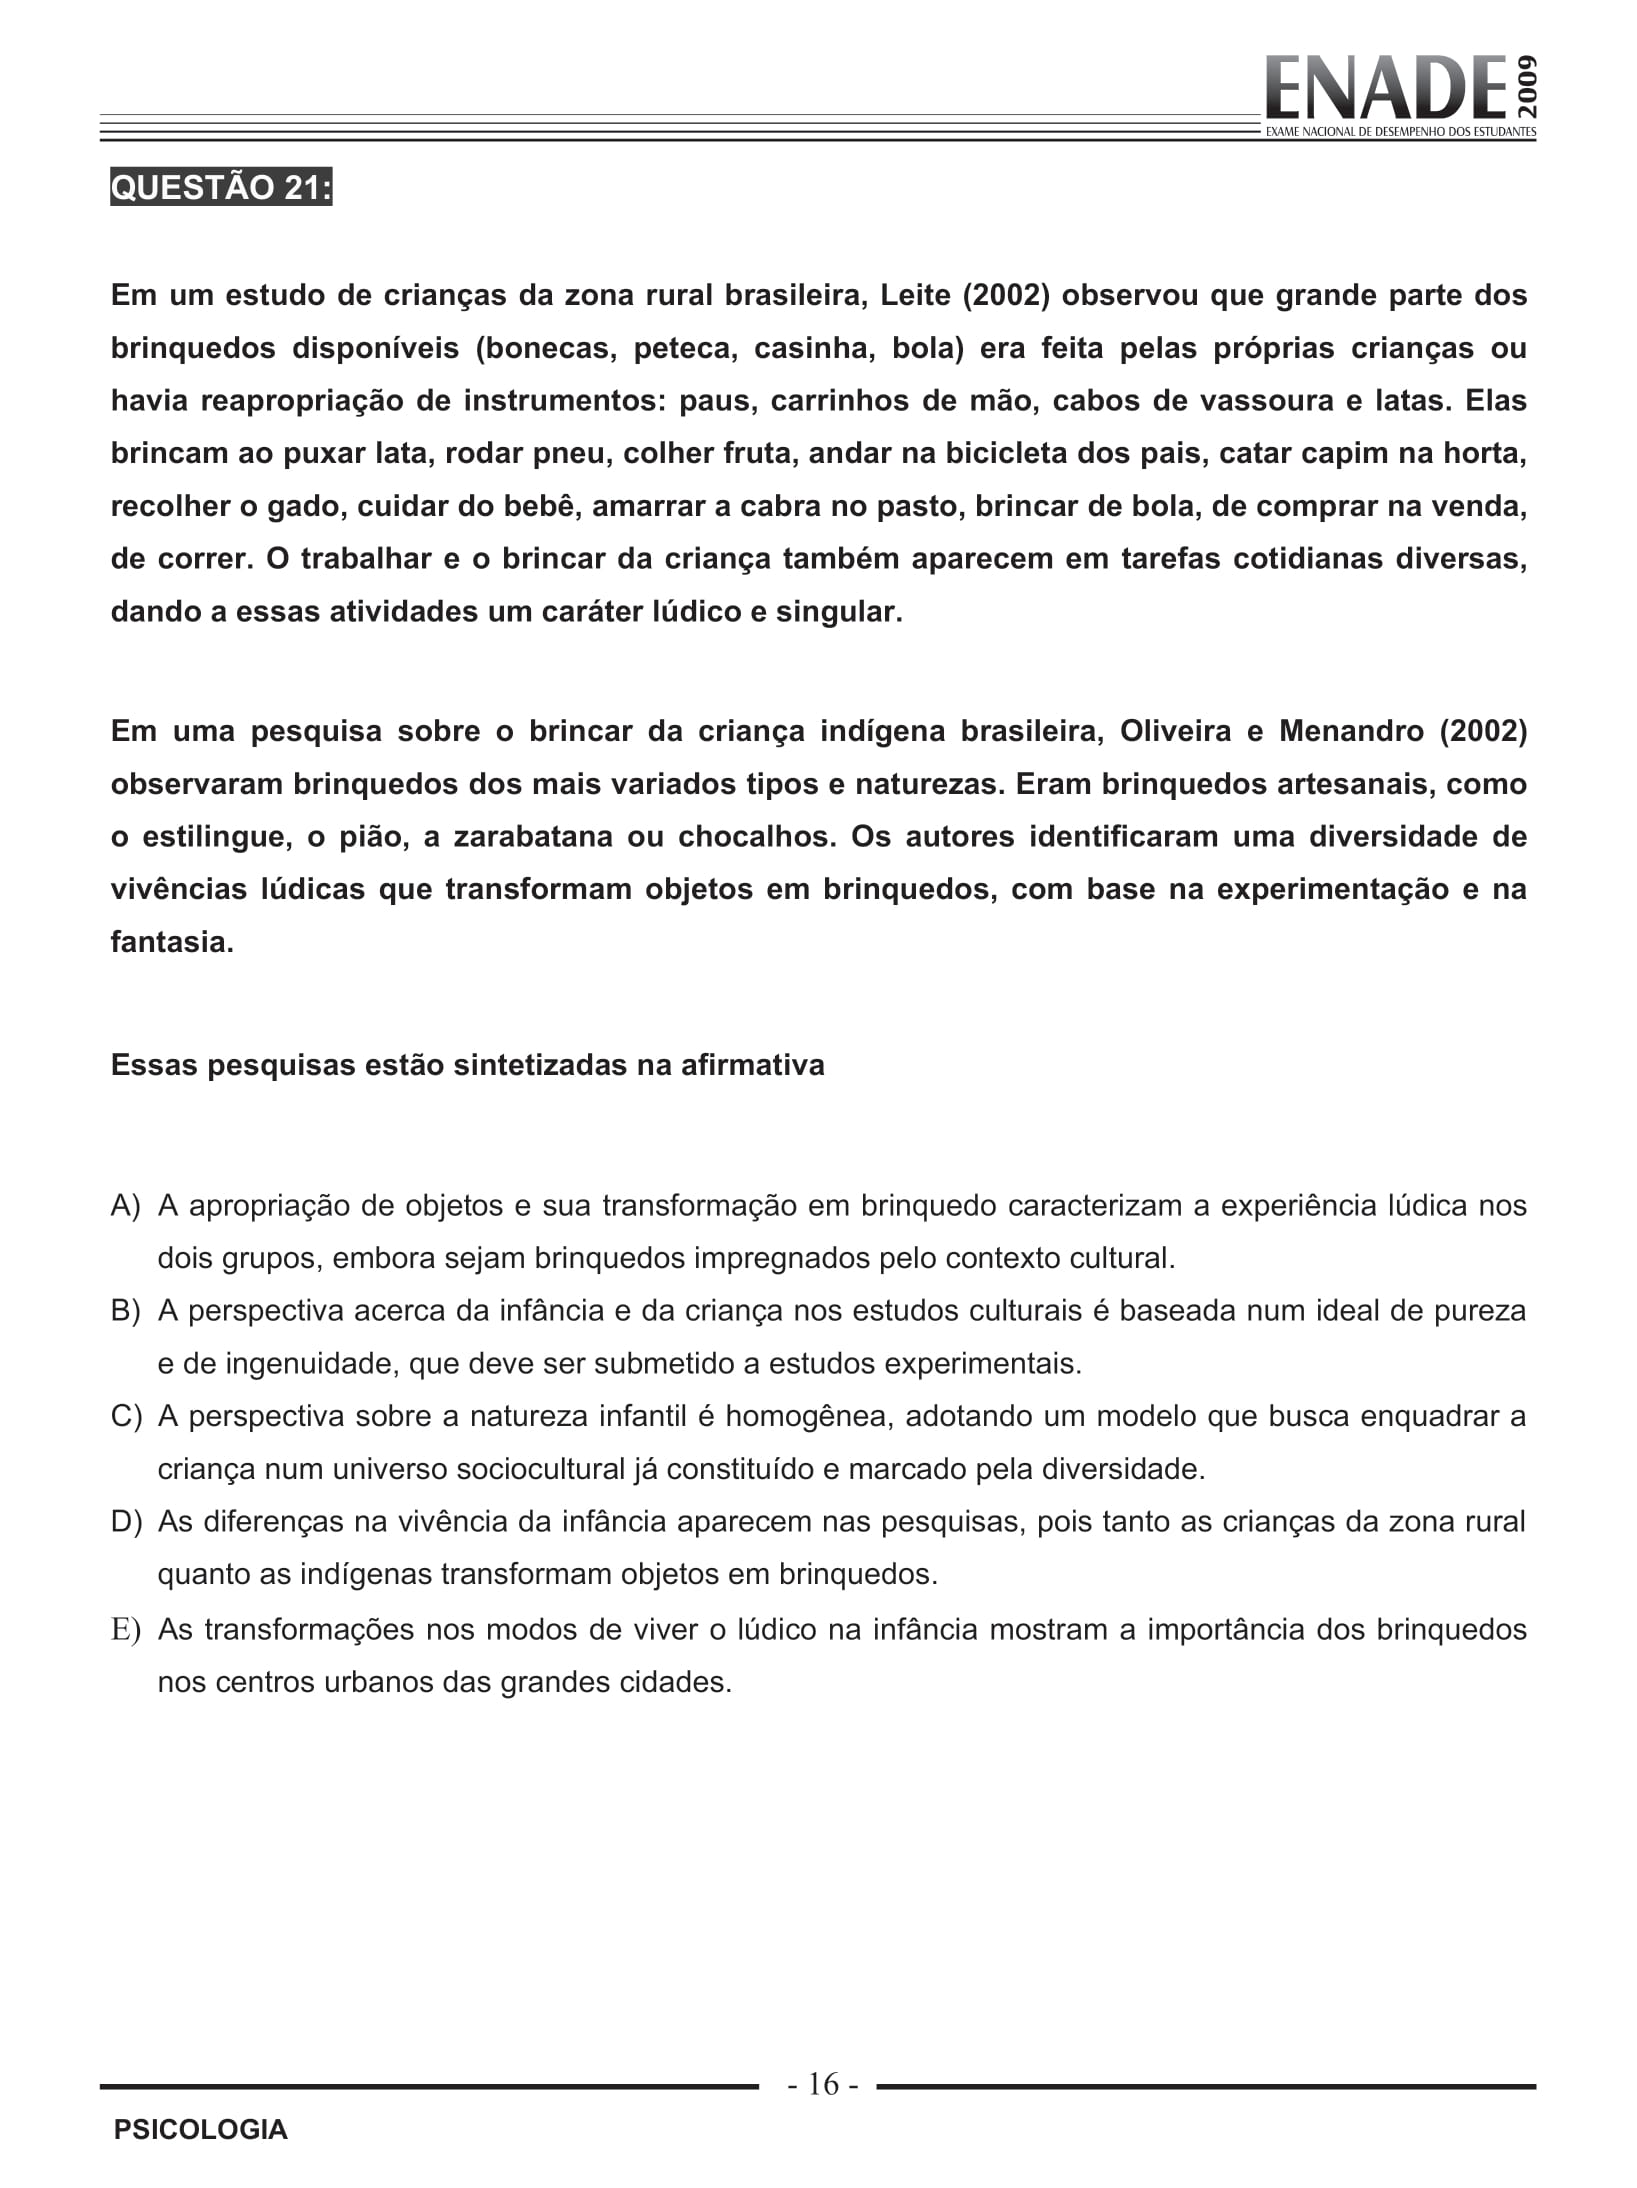 ENADE 2009
EXAME NACIONAL DE DESEMPENHO DOS ESTUDANTES
QUESTÃO 21:
Em um estudo de crianças da zona rural brasileira, Leite (2002) observou que grande parte dos
brinquedos disponíveis (bonecas, peteca, casinha, bola) era feita pelas próprias crianças ou
havia reapropriação de instrumentos: paus, carrinhos de mão, cabos de vassoura e latas. Elas
brincam ao puxar lata, rodar pneu, colher fruta, andar na bicicleta dos pais, catar capim na horta,
recolher o gado, cuidar do bebê, amarrar a cabra no pasto, brincar de bola, de comprar na venda,
de correr. O trabalhar e o brincar da criança também aparecem em tarefas cotidianas diversas,
dando a essas atividades um caráter lúdico e singular.
Em uma pesquisa sobre o brincar da criança indígena brasileira, Oliveira e Menandro (2002)
observaram brinquedos dos mais variados tipos e naturezas. Eram brinquedos artesanais, como
o estilingue, o pião, a zarabatana ou chocalhos. Os autores identificaram uma diversidade de
vivências lúdicas que transformam objetos em brinquedos, com base na experimentação e na
fantasia.
Essas pesquisas estão sintetizadas na afirmativa
A) A apropriação de objetos e sua transformação em brinquedo caracterizam a experiência lúdica nos
dois grupos, embora sejam brinquedos impregnados pelo contexto cultural.
B) A perspectiva acerca da infância e da criança nos estudos culturais é baseada num ideal de pureza
e de ingenuidade, que deve ser submetido a estudos experimentais.
C) A perspectiva sobre a natureza infantil é homogênea, adotando um modelo que busca enquadrar a
criança num universo sociocultural já constituído e marcado pela diversidade.
D) As diferenças na vivência da infância aparecem nas pesquisas, pois tanto as crianças da zona rural
quanto as indígenas transformam objetos em brinquedos.
E) As transformações nos modos de viver o lúdico na infância mostram a importância dos brinquedos
nos centros urbanos das grandes cidades.
- 16 -
PSICOLOGIA